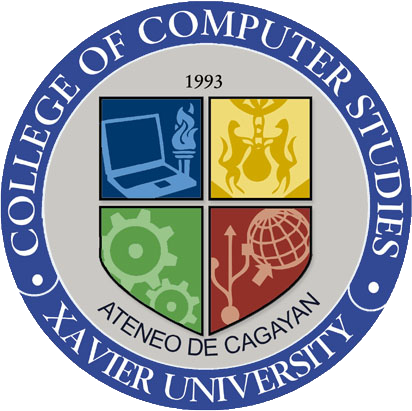 COLLEGE OF COMPUTER STUDIES
1993
ATENEO DE CAGAYAN
XAVIER UNIVERSITY